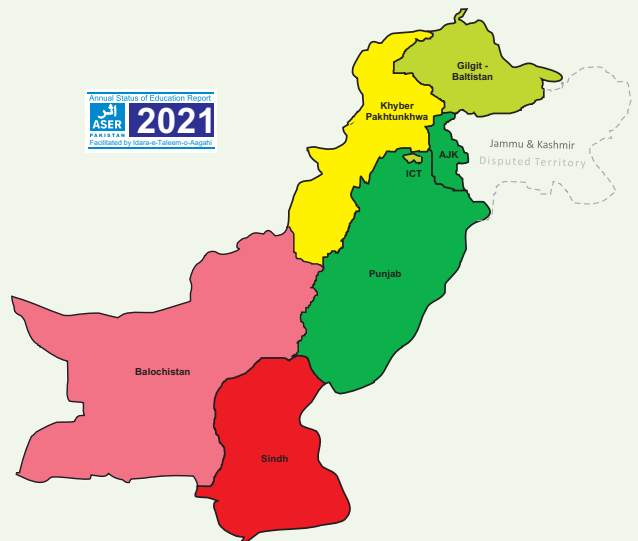 Gilgit -
Baltistan
Annual Status of Education Report
اثر
ASER
PAKISTAN
2021
Facilitated by Idara-e-Taleem-o-Aagahi
Khyber
Pakhtunkhwa
Jammu & Kashmir
Disputed Territory
AJK
ICT
Punjab
Balochistan
Sindh